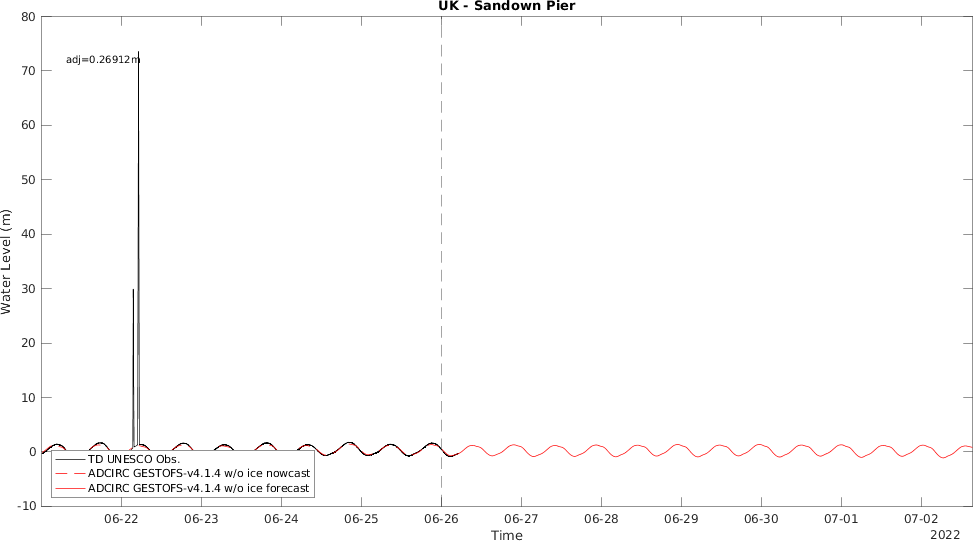 UK - Sandown Pier
80
70
60
50
40
30
20
10
0
-10
Water Level (m)
adj=0.26912m
TD UNESCO Obs.
ADCIRC GESTOFS-v4.1.4 w/o ice nowcast
ADCIRC GESTOFS-v4.1.4 w/o ice forecast
06-22 06-23 06-24 06-25 06-26 06-27 06-28 06-29 06-30 07-01 07-02
Time
2022